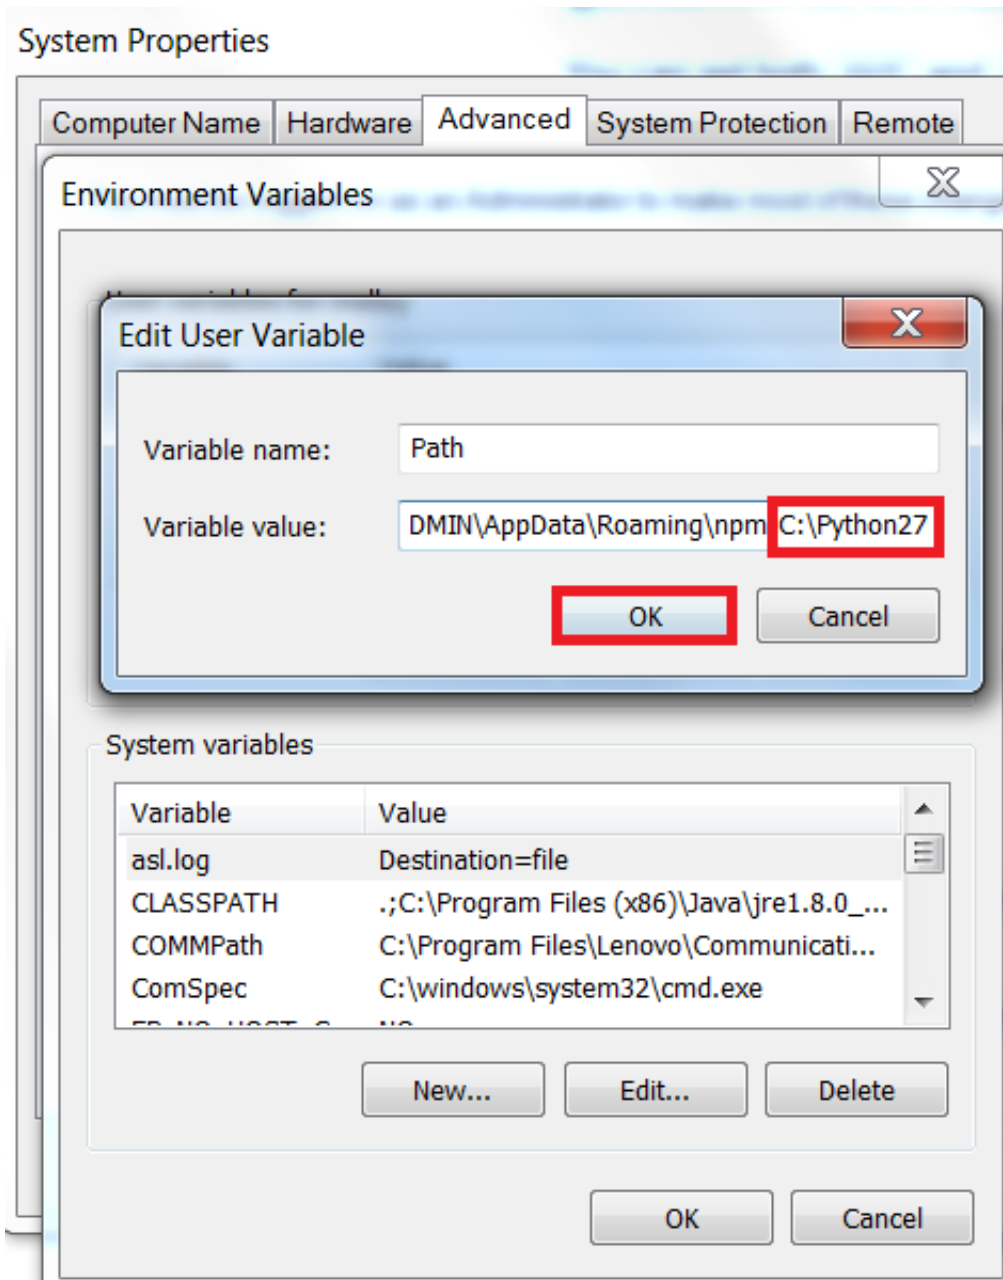 System Properties
Computer Name Hardware Advanced System Protection Remote
Environment Variables
Edit User Variable
Variable name: Path
Variable value: DMIN\AppData\Roaming\npm C:\Python27
OK Cancel
System variables
Variable Value
asl.log Destination=file
CLASSPATH .;C:\Program Files (x86)\Java\jre1.8.0_...
COMMPath C:\Program Files\Lenovo\Communicati...
ComSpec C:\windows\system32\cmd.exe
New... Edit... Delete
OK Cancel